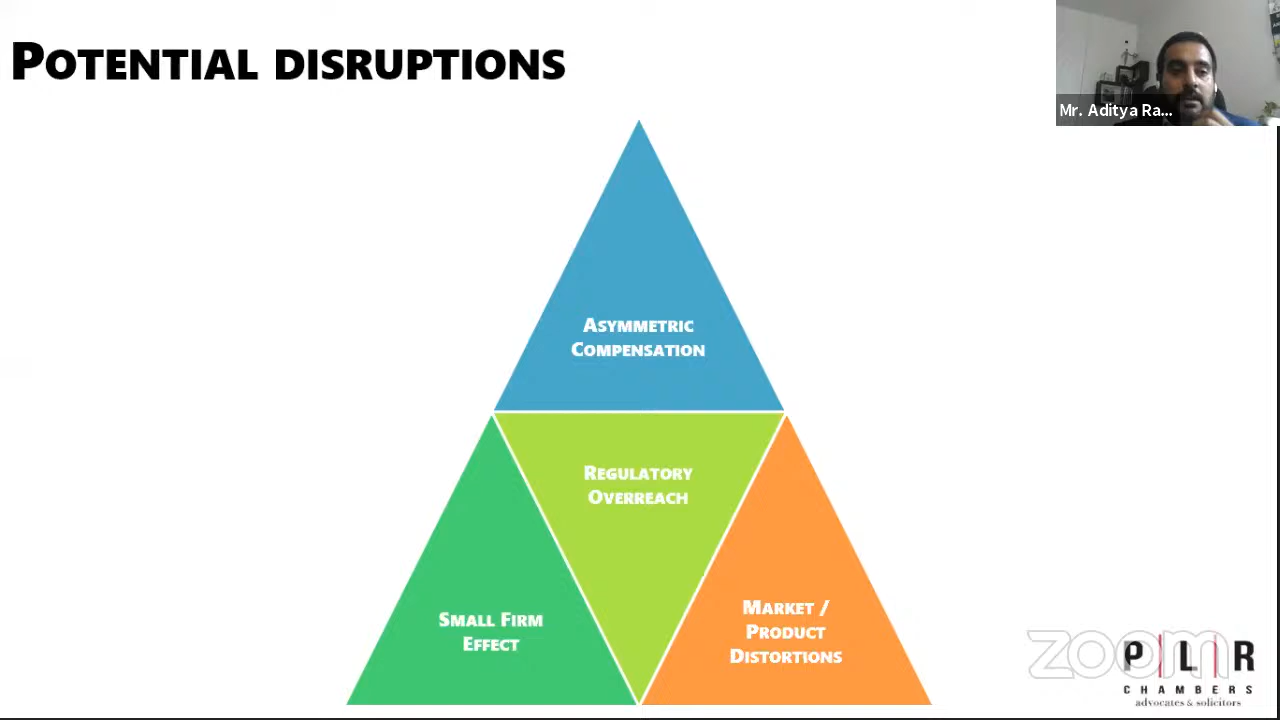 POTENTIAL DISRUPTIONS
Mr. Aditya Ra...
ASYMMETRIC
COMPENSATION
REGULATORY
OVERREACH
SMALL FIRM
EFFECT
MARKET /
PRODUCT
DISTORTIONS
zoom
P|L|R
CHAMBERS
advocates & solicitors